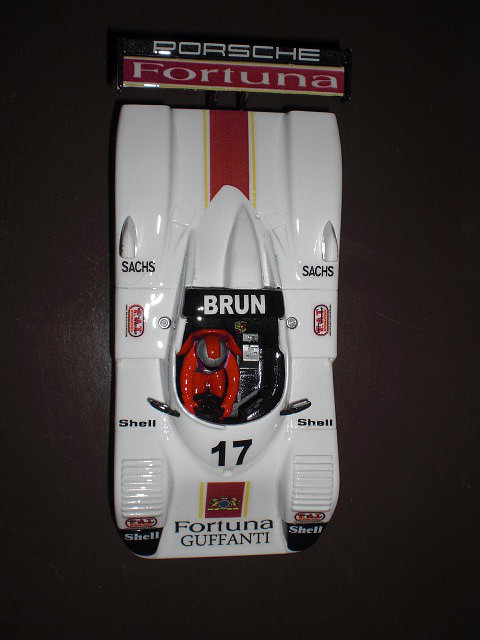 PORSCHE
Fortuna
SACHS
SACHS
BRUN
Shell
Shell
17
Fortuna
GUFFANTI
Shell
Shell